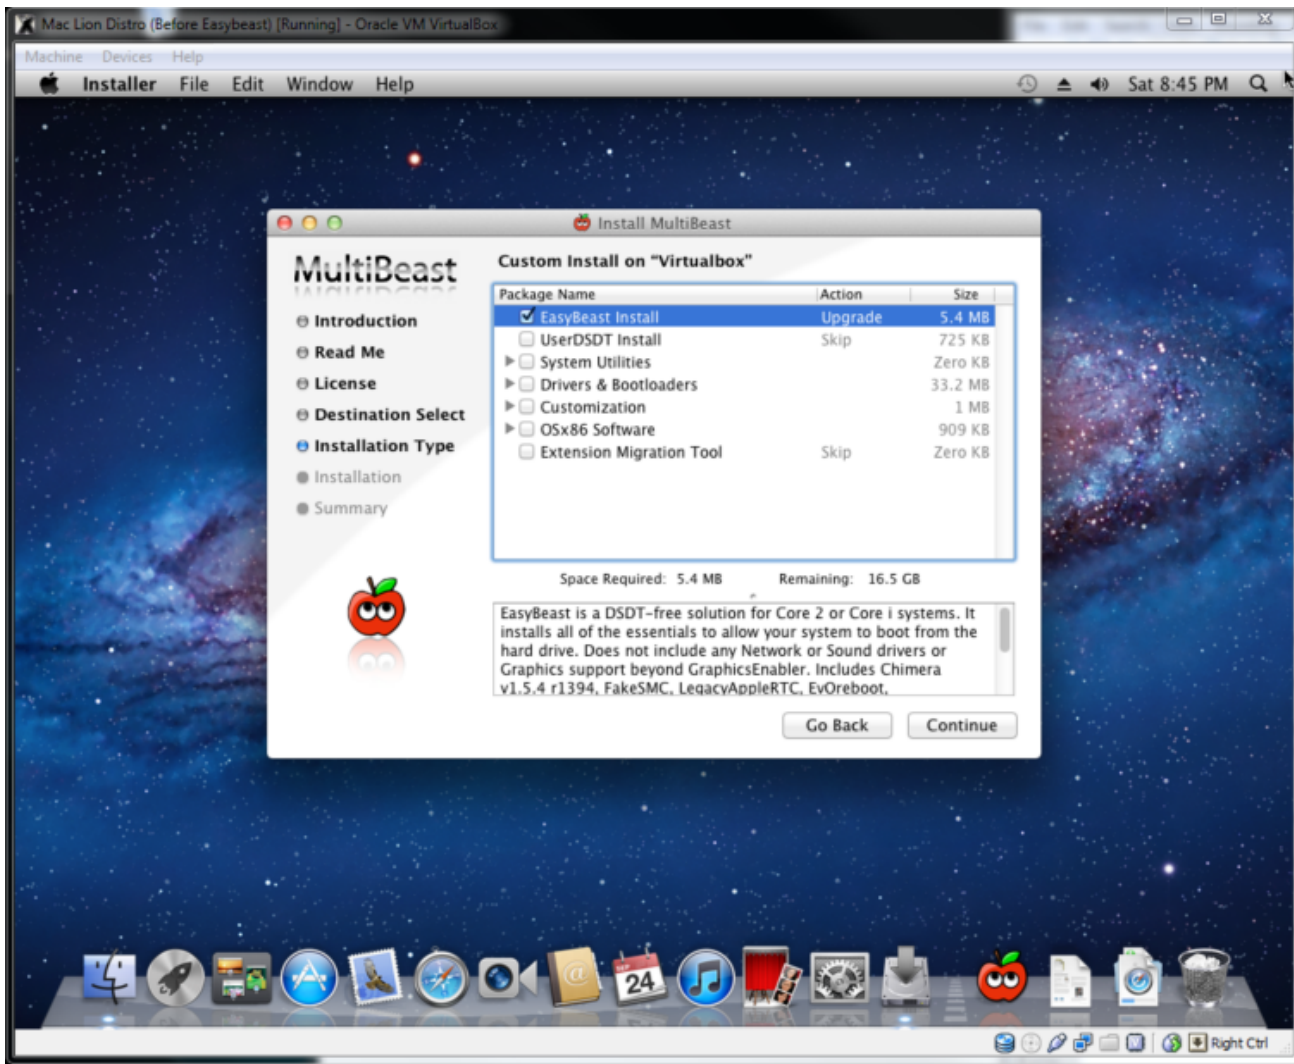 Mac Lion Distro (Before Easybeast) [Running] - Oracle VM VirtualBox
Machine Devices Help
Installer File Edit Window Help Sat 8:45 PM
Install MultiBeast
MultiBeast
Introduction
Read Me
License
Destination Select
Installation Type
Installation
Summary
Custom Install on “Virtualbox”
Package Name Action Size
EasyBeast Install Upgrade 5.4 MB
UserDSDT Install Skip 725 KB
System Utilities Zero KB
Drivers & Bootloaders 33.2 MB
Customization 1 MB
OSx86 Software 909 KB
Extension Migration Tool Skip Zero KB
Space Required: 5.4 MB Remaining: 16.5 GB
EasyBeast is a DSDT-free solution for Core 2 or Core i systems. It
installs all of the essentials to allow your system to boot from the
hard drive. Does not include any Network or Sound drivers or
Graphics support beyond GraphicsEnabler. Includes Chimera
v1.5.4 r1394, FakeSMC, LegacyAppleRTC, EvOreboot,
Go Back Continue
SEP
24
Right Ctrl